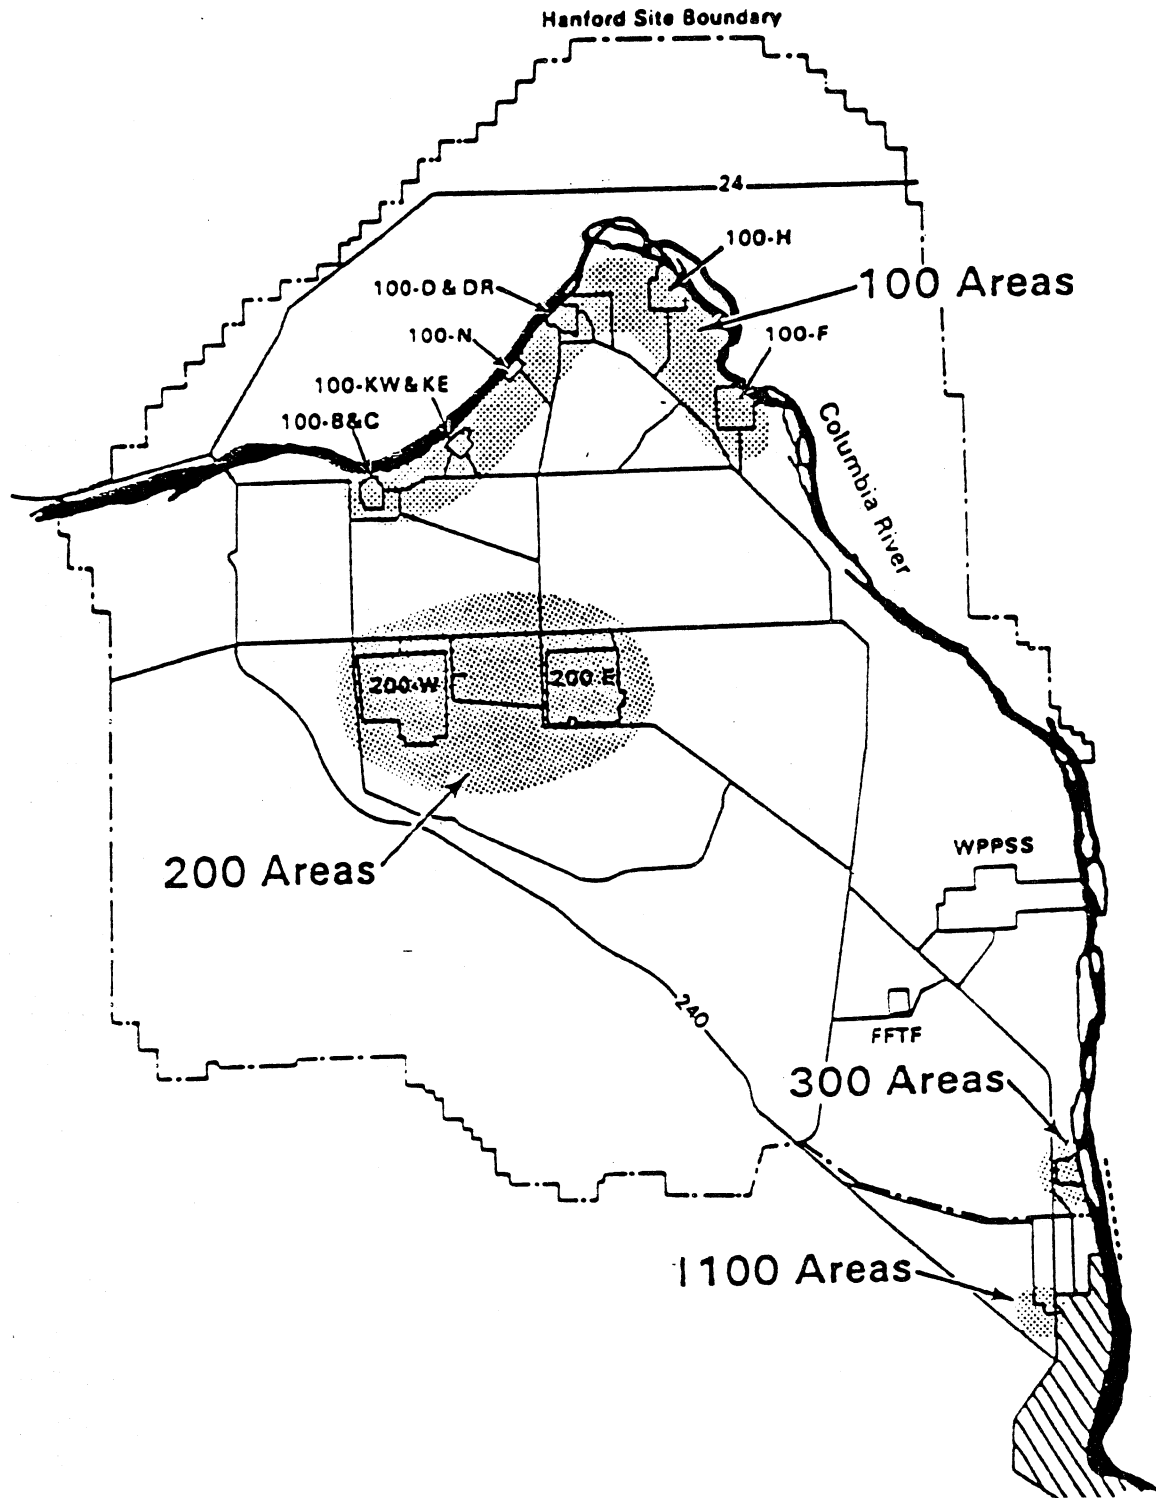 Hanford Site Boundary
24
100-H
100 Areas
100-D & DR
100-N
100-F
100-KW & KE
100-B&C
Columbia River
200-W
200 E
200 Areas
WPPSS
240
FFTF
300 Areas
1100 Areas